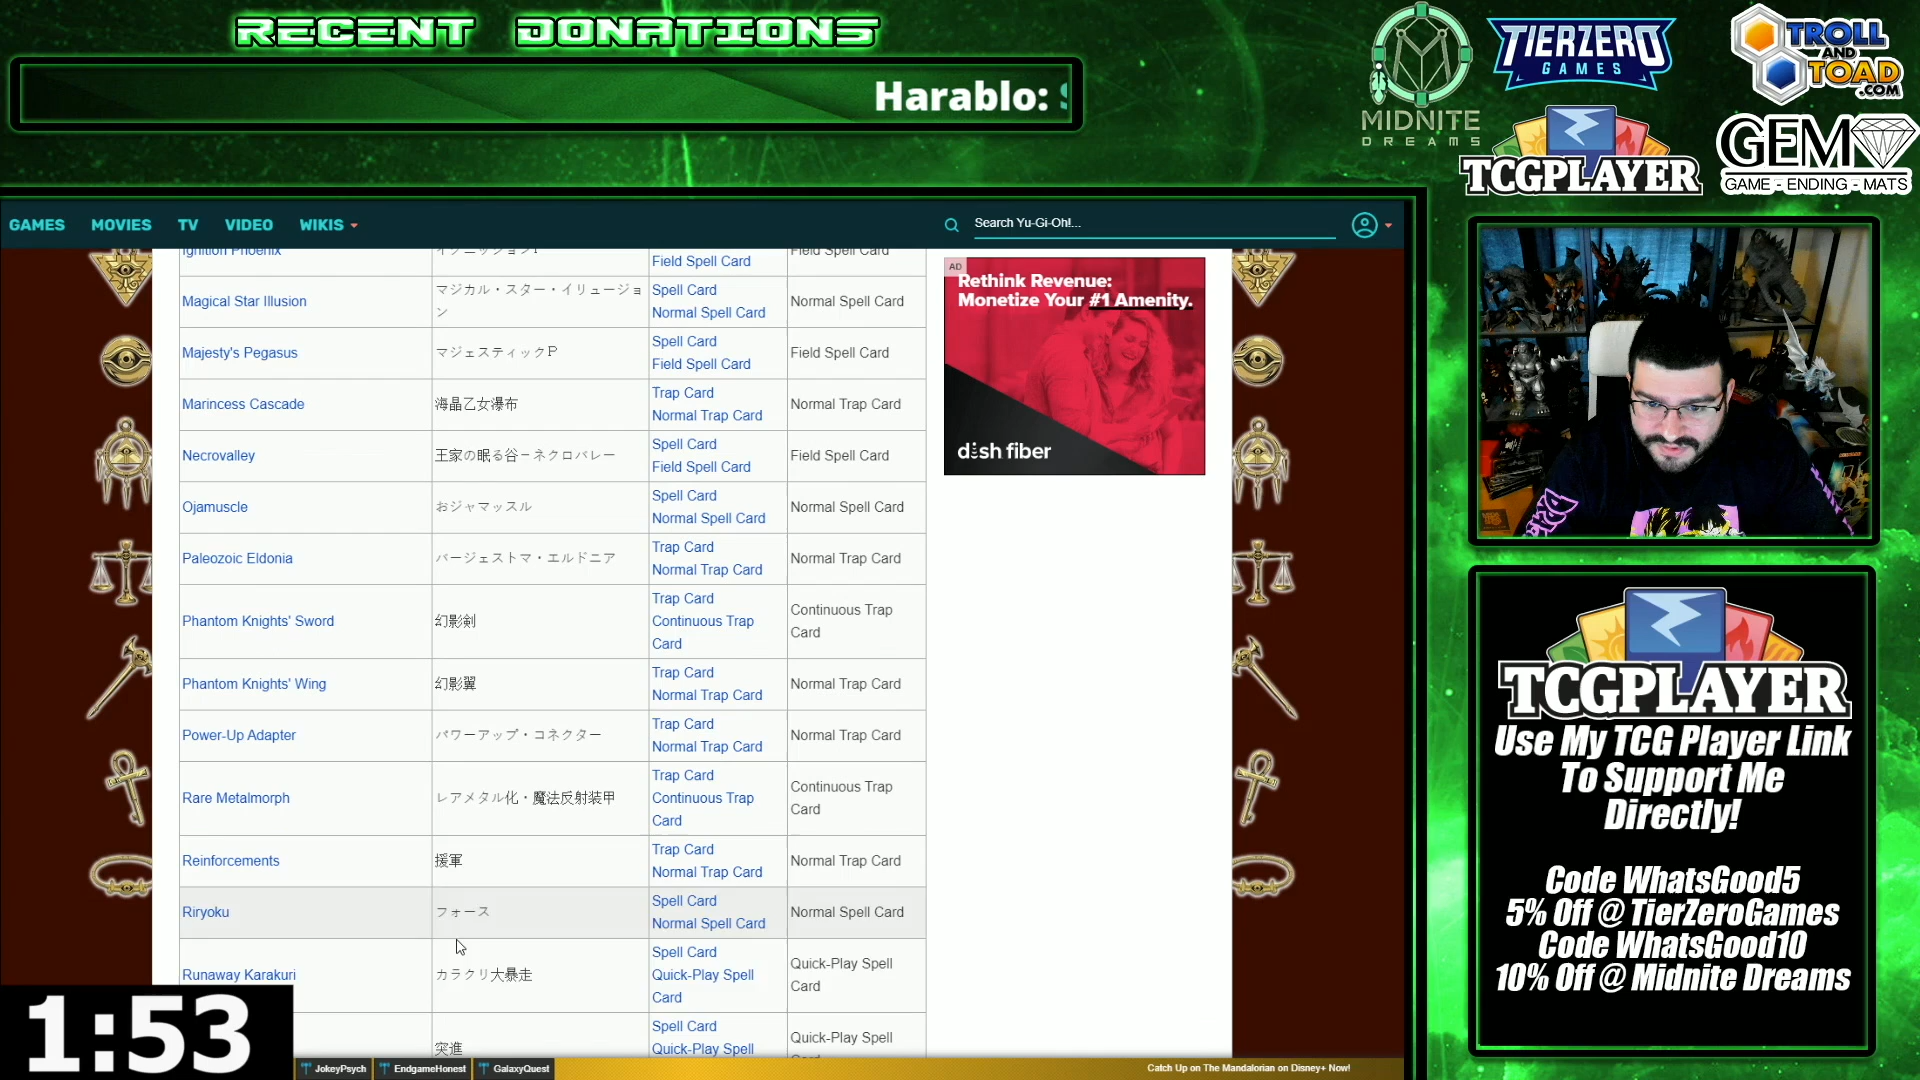 RECENT DONATIONS
Harablo:
MIDNITE
DREAMS
TIERZERO
GAMES
TROLL
AND
TOAD
.COM
TCGPLAYER
GEM
GAME-ENDING-MATS
GAMES
MOVIES
TV
VIDEO
WIKIS
Search Yu-Gi-Oh!...
Ignition Phoenix
イグニッションP
Field Spell Card
Field Spell Card
Magical Star Illusion
マジカル・スター・イリュージョ
ン
Spell Card
Normal Spell Card
Normal Spell Card
Majesty's Pegasus
マジェスティックP
Spell Card
Field Spell Card
Field Spell Card
Marincess Cascade
海晶乙女瀑布
Trap Card
Normal Trap Card
Normal Trap Card
Necrovalley
王家の眠る谷-ネクロバレー
Spell Card
Field Spell Card
Field Spell Card
Ojamuscle
おジャマッスル
Spell Card
Normal Spell Card
Normal Spell Card
Paleozoic Eldonia
バージェストマ・エルドニア
Trap Card
Normal Trap Card
Normal Trap Card
Phantom Knights' Sword
幻影剣
Trap Card
Continuous Trap
Card
Continuous Trap
Card
Phantom Knights' Wing
幻影翼
Trap Card
Normal Trap Card
Normal Trap Card
Power-Up Adapter
パワーアップ・コネクター
Trap Card
Normal Trap Card
Normal Trap Card
Rare Metalmorph
レアメタル化・魔法反射装甲
Trap Card
Continuous Trap
Card
Continuous Trap
Card
Reinforcements
援軍
Trap Card
Normal Trap Card
Normal Trap Card
Riryoku
フォース
Spell Card
Normal Spell Card
Normal Spell Card
Runaway Karakuri
カラクリ大暴走
Spell Card
Quick-Play Spell
Card
Quick-Play Spell
Card
突進
Spell Card
Quick-Play Spell
Quick-Play Spell
AD
Rethink Revenue:
Monetize Your #1 Amenity.
dish fiber
TCGPLAYER
Use My TCG Player Link
To Support Me
Directly!
Code WhatsGood5
5% Off @ TierZeroGames
Code WhatsGood10
10% Off @ Midnite Dreams
1:53
JokeyPsych
EndgameHonest
GalaxyQuest
Catch Up on The Mandalorian on Disney+ Now!